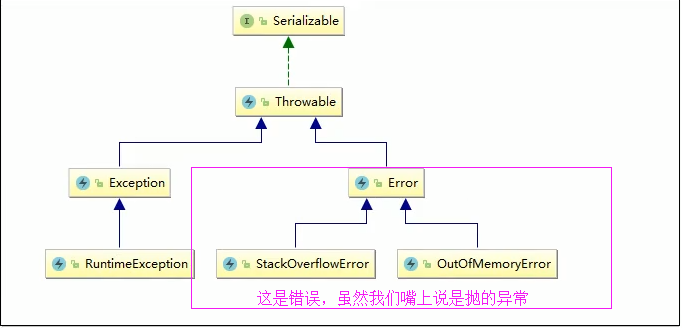 Serializable
Throwable
Exception
Error
RuntimeException
StackOverflowError
OutOfMemoryError
这是错误，虽然我们嘴上说是抛的异常